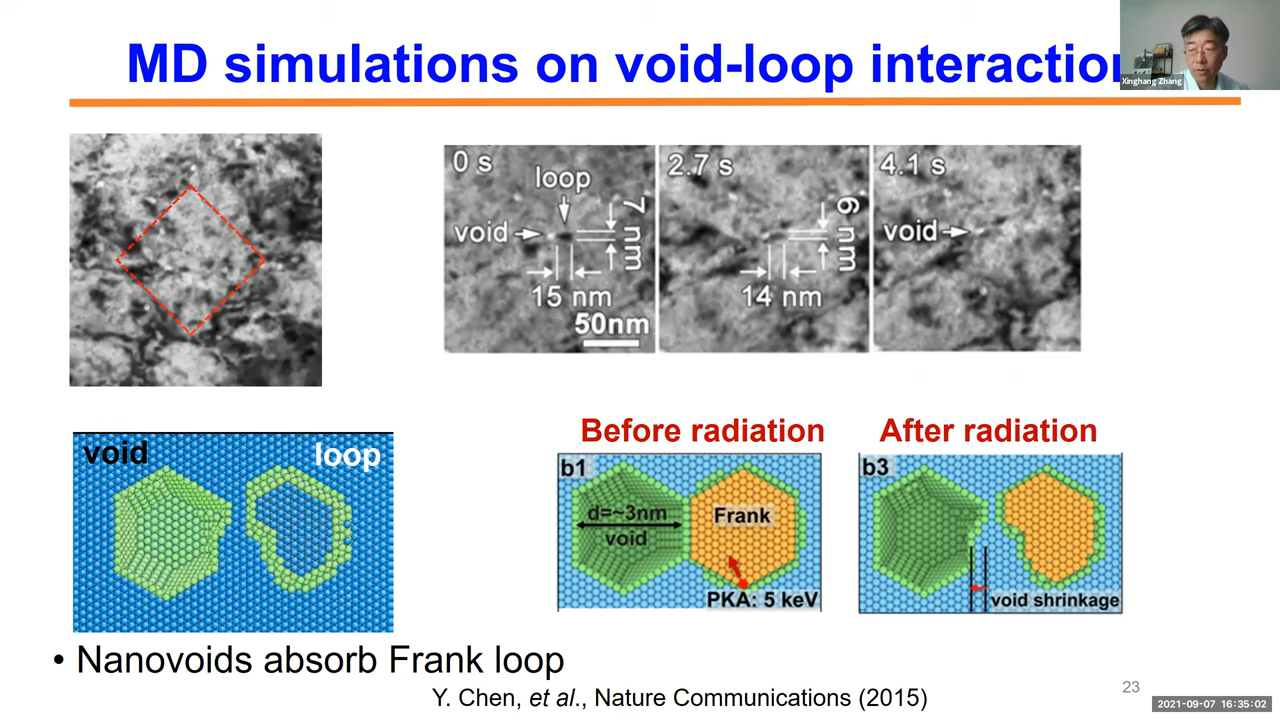 MD simulations on void-loop interaction
Xinghang Zhang
0 s
loop
void
7 nm
15 nm
50nm
2.7 s
6 nm
14 nm
4.1 s
void
void
loop
Before radiation
After radiation
b1
d=~3nm
void
Frank
PKA: 5 keV
b3
void shrinkage
• Nanovoids absorb Frank loop
Y. Chen, et al., Nature Communications (2015)
23
2021-09-07 16:35:02